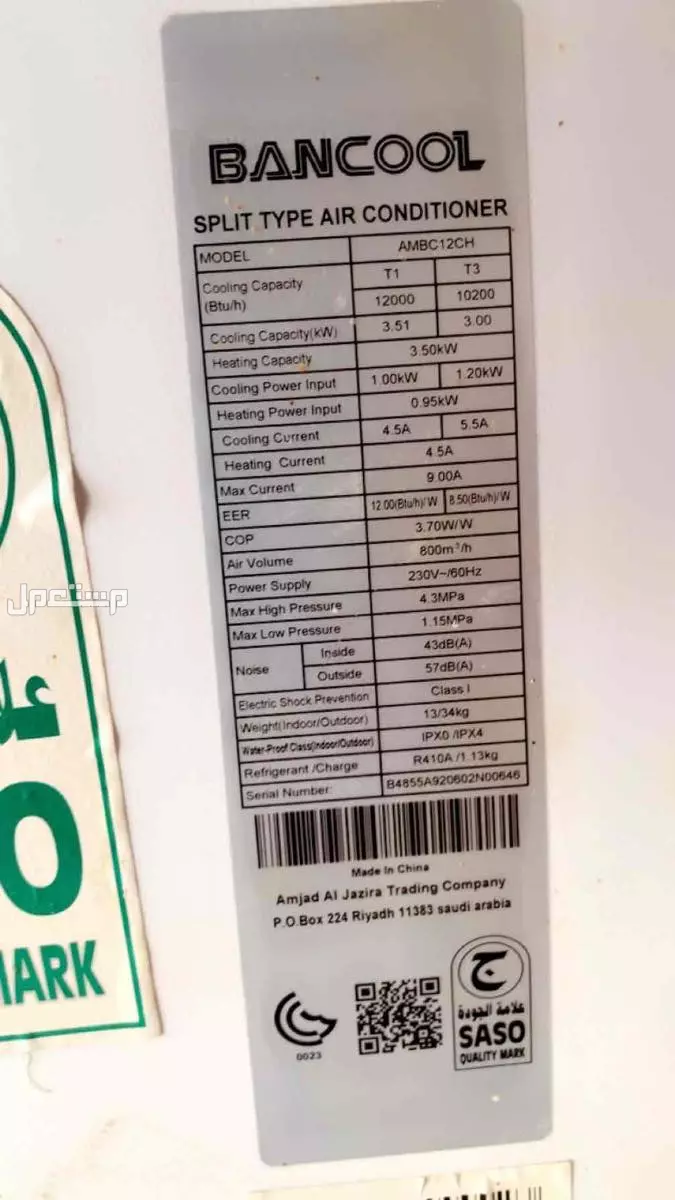 BANCOOL
SPLIT TYPE AIR CONDITIONER
MODEL AMBC12CH
Cooling Capacity (Btu/h) T1 T3
12000 10200
Cooling Capacity(kW) 3.51 3.00
Heating Capacity 3.50kW
Cooling Power Input 1.00kW 1.20kW
Heating Power Input 0.95kW
Cooling Current 4.5A 5.5A
Heating Current 4.5A
Max Current 9.00A
EER 12.00(Btu/h)/W 8.50(Btu/h)/W
COP 3.70W/W
Air Volume 800m³/h
Power Supply 230V~/60Hz
Max High Pressure 4.3MPa
Max Low Pressure 1.15MPa
Noise Inside 43dB(A)
Outside 57dB(A)
Electric Shock Prevention Class I
Weight(Indoor/Outdoor) 13/34kg
Water-Proof Class(Indoor/Outdoor) IPX0 /IPX4
Refrigerant /Charge R410A /1.13kg
Serial Number: B4855A920602N00646
Made In China
Amjad Al Jazira Trading Company
P.O.Box 224 Riyadh 11383 saudi arabia
0023
ج
علامة الجودة
SASO
QUALITY MARK
مستعمل
علا
O
MARK